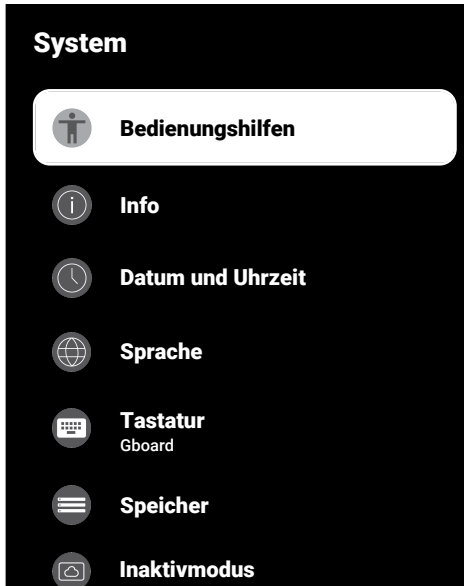 System
Bedienungshilfen
Info
Datum und Uhrzeit
Sprache
Tastatur
Gboard
Speicher
Inaktivmodus